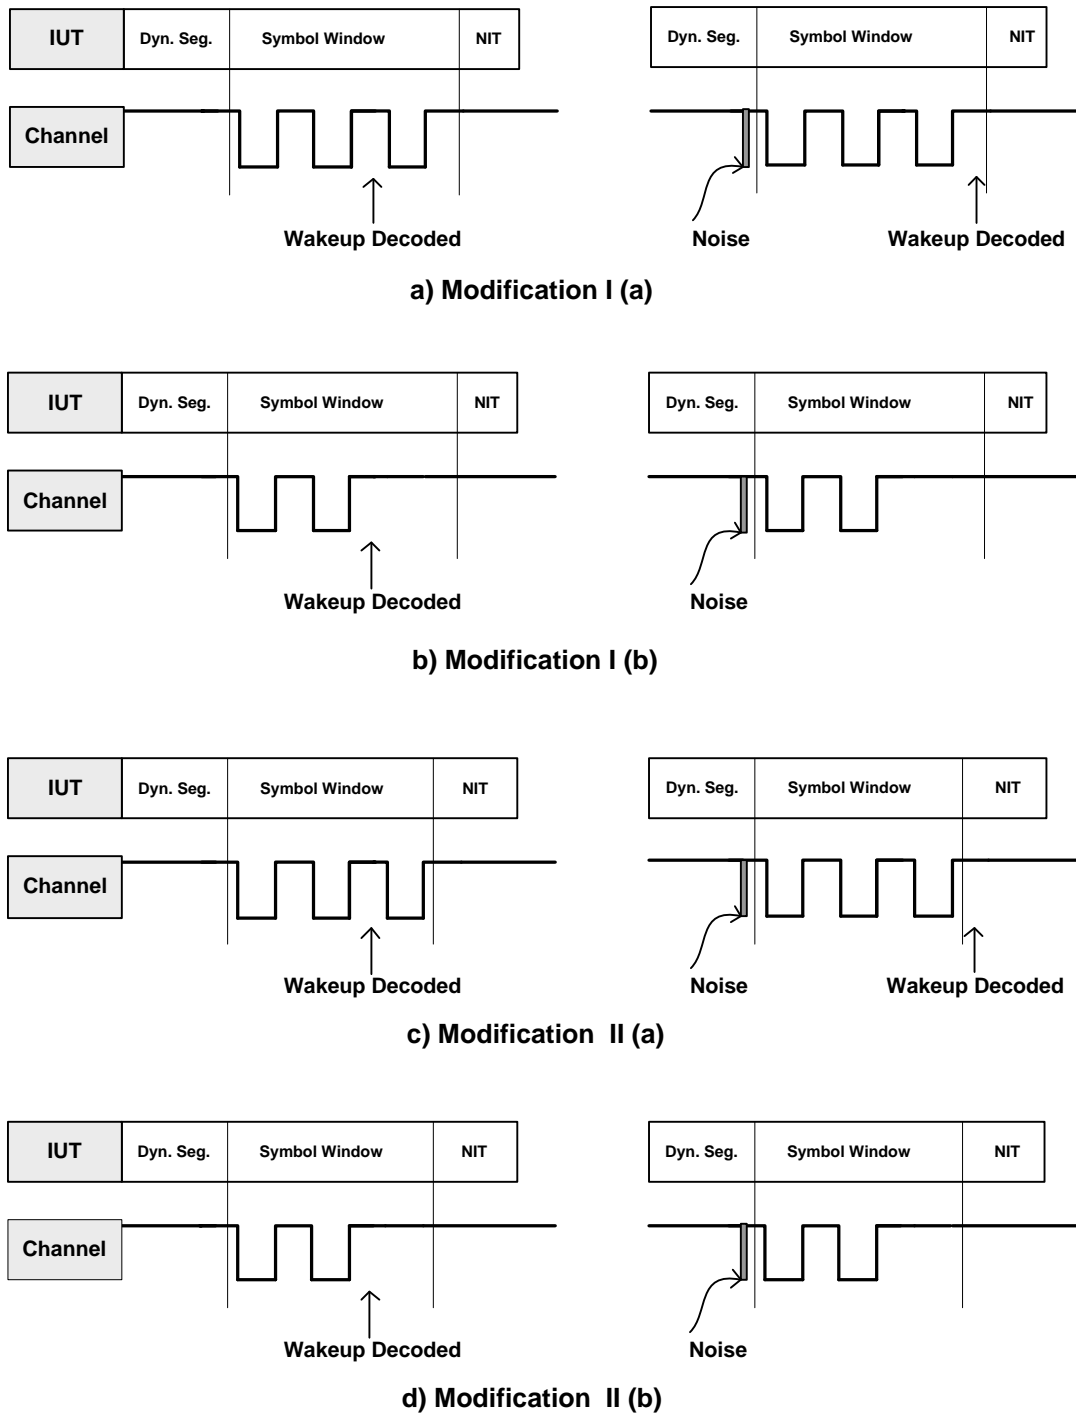 IUT Dyn. Seg. Symbol Window NIT Dyn. Seg. Symbol Window NIT
Channel
Wakeup Decoded Noise Wakeup Decoded
a) Modification I (a)
IUT Dyn. Seg. Symbol Window NIT Dyn. Seg. Symbol Window NIT
Channel
Wakeup Decoded Noise
b) Modification I (b)
IUT Dyn. Seg. Symbol Window NIT Dyn. Seg. Symbol Window NIT
Channel
Wakeup Decoded Noise Wakeup Decoded
c) Modification II (a)
IUT Dyn. Seg. Symbol Window NIT Dyn. Seg. Symbol Window NIT
Channel
Wakeup Decoded Noise
d) Modification II (b)